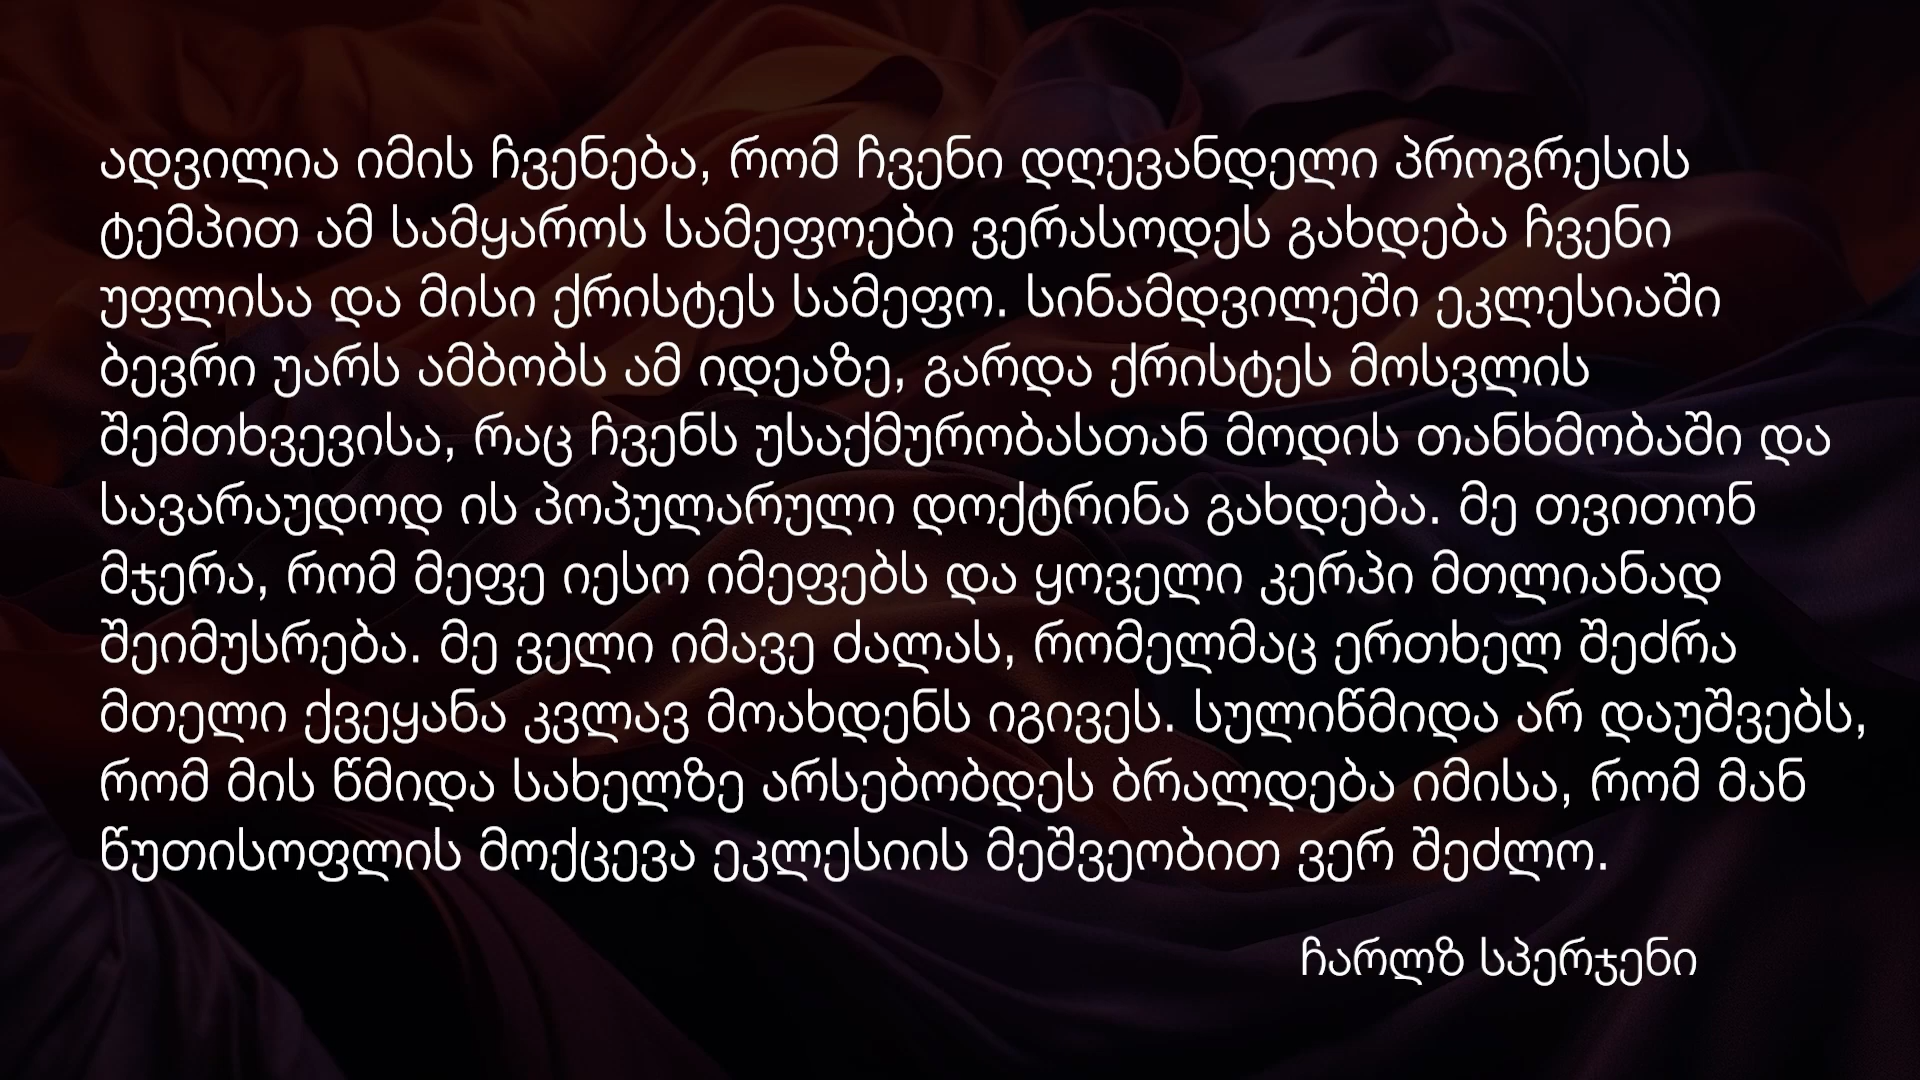 ადვილია იმის ჩვენება, რომ ჩვენი დღევანდელი პროგრესის
ტემპით ამ სამყაროს სამეფოები ვერასოდეს გახდება ჩვენი
უფლისა და მისი ქრისტეს სამეფო. სინამდვილეში ეკლესიაში
ბევრი უარს ამბობს ამ იდეაზე, გარდა ქრისტეს მოსვლის
შემთხვევისა, რაც ჩვენს უსაქმურობასთან მოდის თანხმობაში და
სავარაუდოდ ის პოპულარული დოქტრინა გახდება. მე თვითონ
მჯერა, რომ მეფე იესო იმეფებს და ყოველი კერპი მთლიანად
შეიმუსრება. მე ველი იმავე ძალას, რომელმაც ერთხელ შეძრა
მთელი ქვეყანა კვლავ მოახდენს იგივეს. სულიწმიდა არ დაუშვებს,
რომ მის წმიდა სახელზე არსებობდეს ბრალდება იმისა, რომ მან
წუთისოფლის მოქცევა ეკლესიის მეშვეობით ვერ შეძლო.
ჩარლზ სპერჯენი